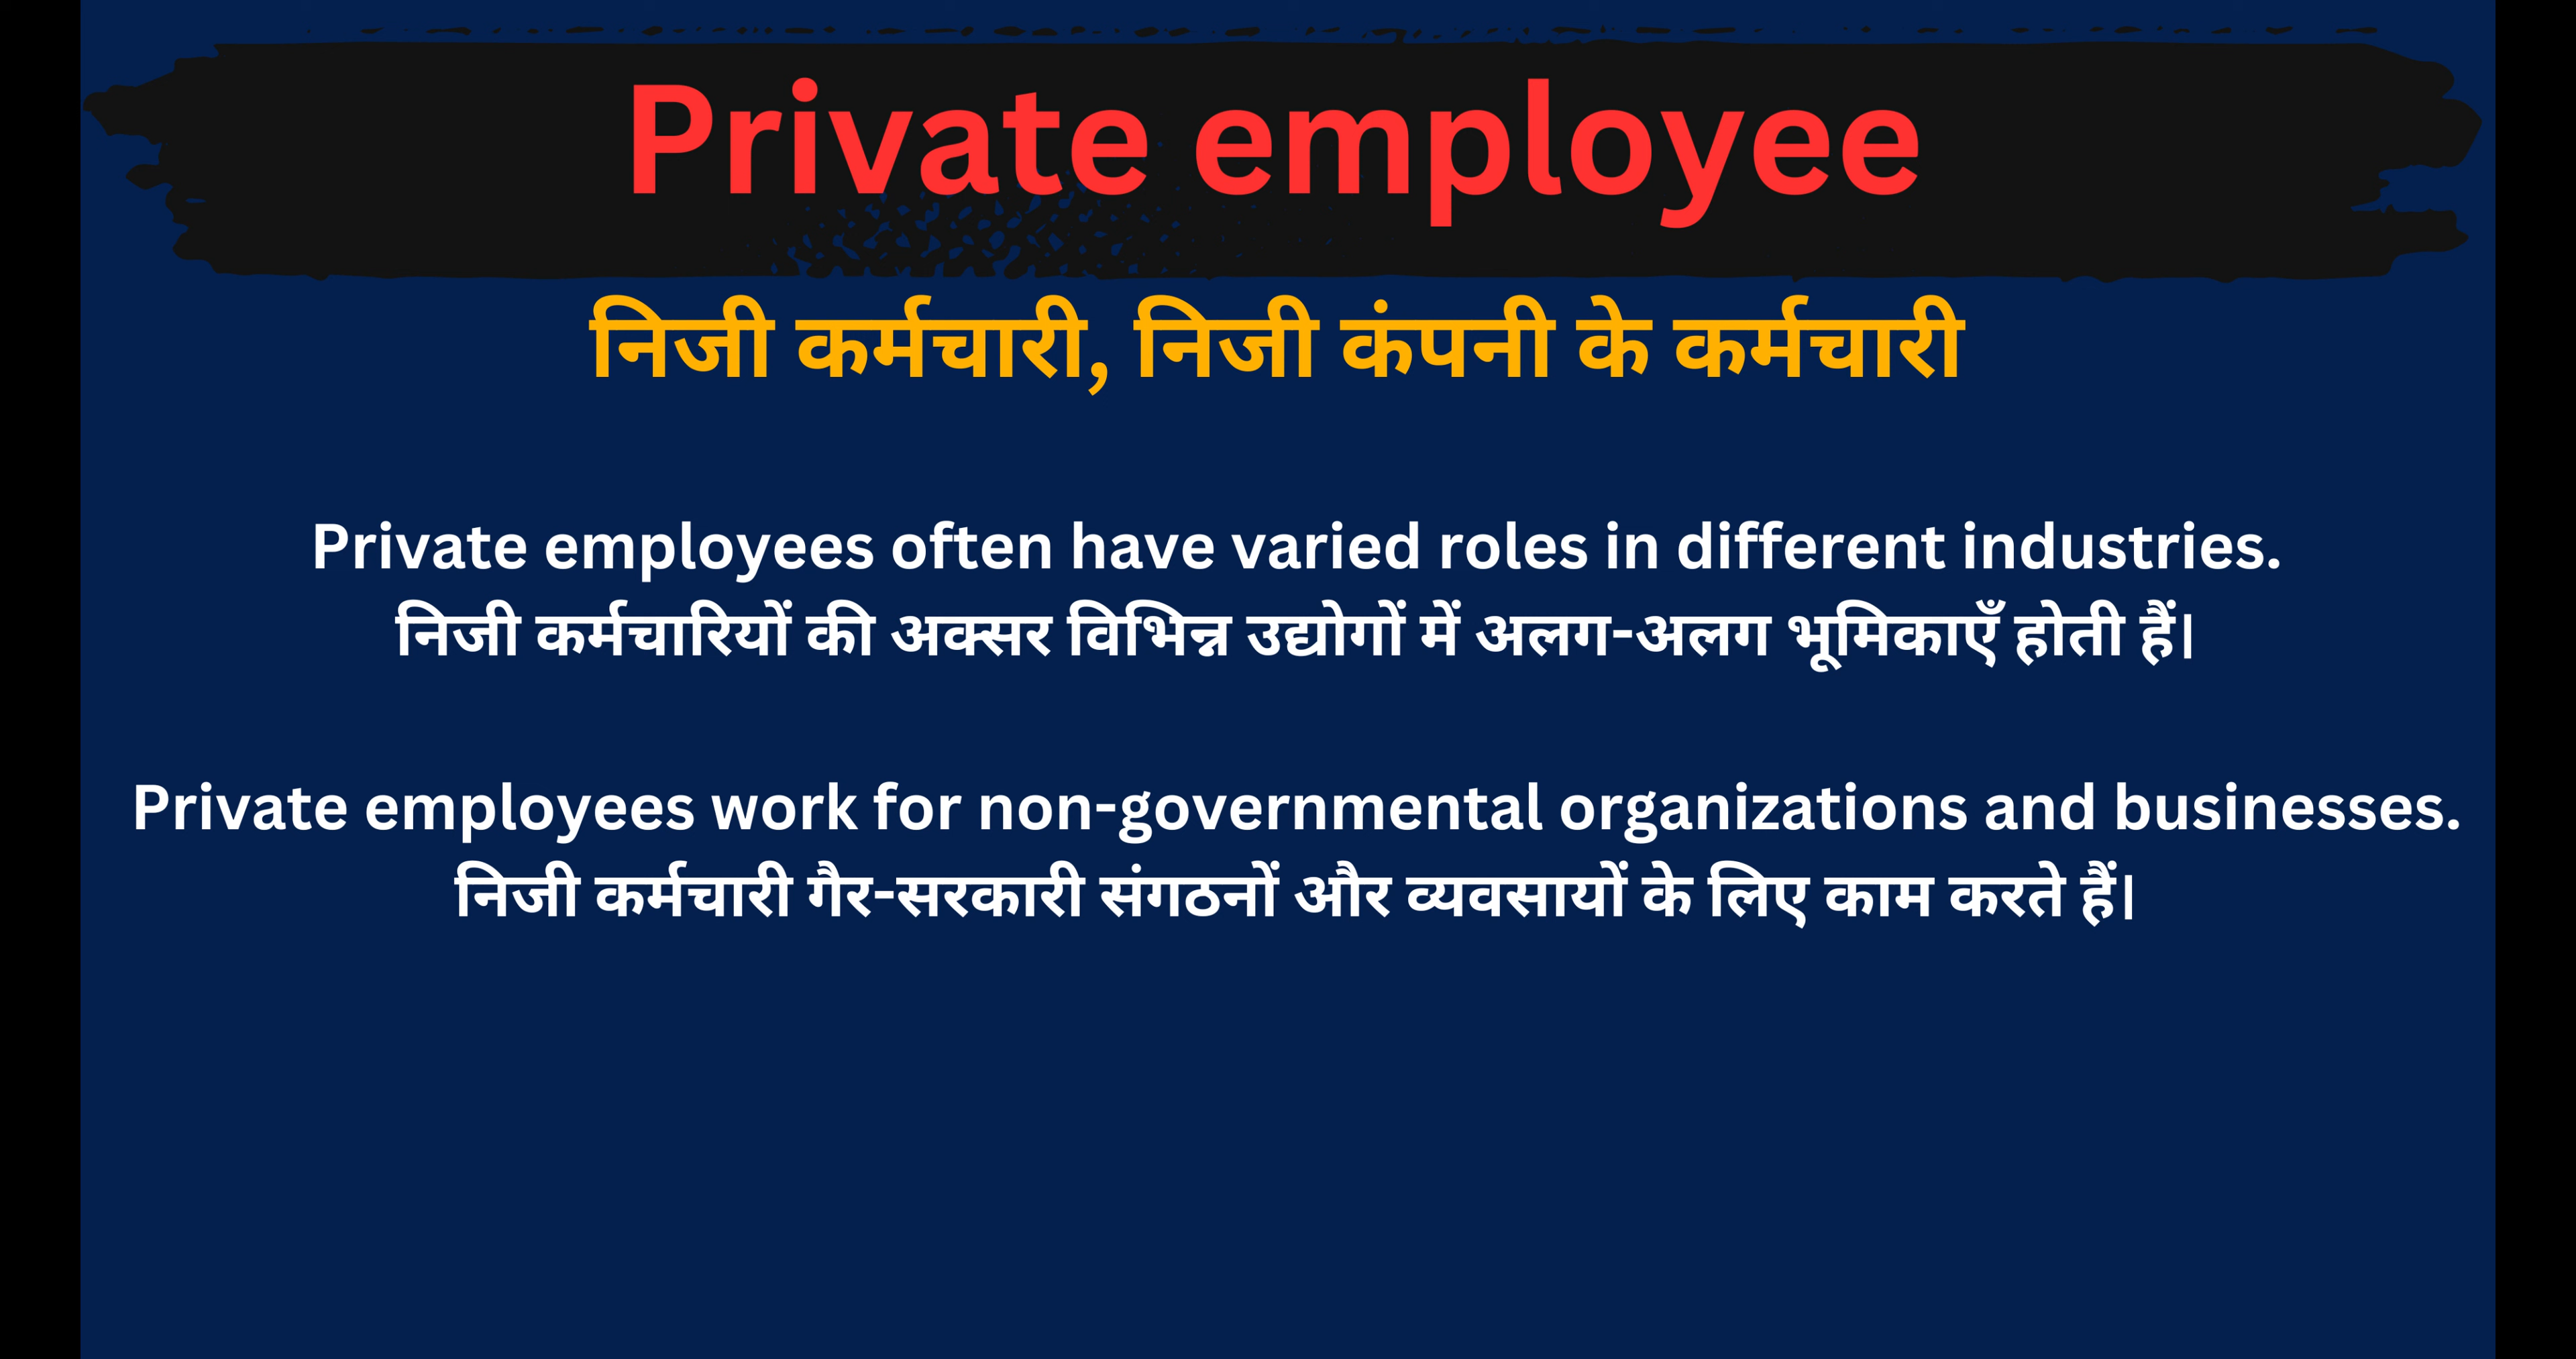 Private employee
निजी कर्मचारी, निजी कंपनी के कर्मचारी
Private employees often have varied roles in different industries.
निजी कर्मचारियों की अक्सर विभिन्न उद्योगों में अलग-अलग भूमिकाएँ होती हैं।
Private employees work for non-governmental organizations and businesses.
निजी कर्मचारी गैर-सरकारी संगठनों और व्यवसायों के लिए काम करते हैं।